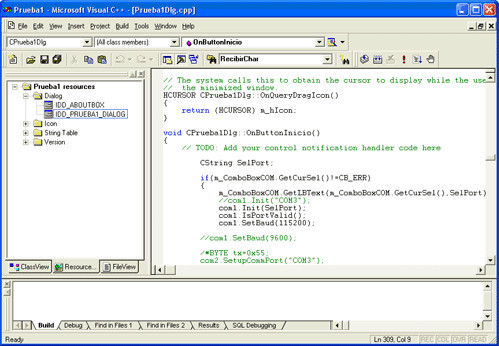 Prueba1 - Microsoft Visual C++ - [Prueba1Dlg.cpp]
File Edit View Insert Project Build Tools Window Help
CPrueba1Dlg (All class members) OnButtonInicio
RecibirChar
Prueba1 resources
Dialog
IDD_ABOUTBOX
IDD_PRUEBA1_DIALOG
Icon
String Table
Version
ClassView Resource... FileView
// The system calls this to obtain the cursor to display while the use
// the minimized window.
HCURSOR CPrueba1Dlg::OnQueryDragIcon()
{
return (HCURSOR) m_hIcon;
}
void CPrueba1Dlg::OnButtonInicio()
{
// TODO: Add your control notification handler code here
CString SelPort;
if(m_ComboBoxCOM.GetCurSel()!=CB_ERR)
{
m_ComboBoxCOM.GetLBText(m_ComboBoxCOM.GetCurSel(),SelPort)
//com1.Init("COM3");
com1.Init(SelPort);
com1.IsPortValid();
com1.SetBaud(115200);
//com1.SetBaud(9600);
/*BYTE tx=0x55;
com2.SetupCommPort("COM3");
Build Debug Find in Files 1 Find in Files 2 Results SQL Debugging
Ready Ln 309, Col 9 REC COL OVR READ